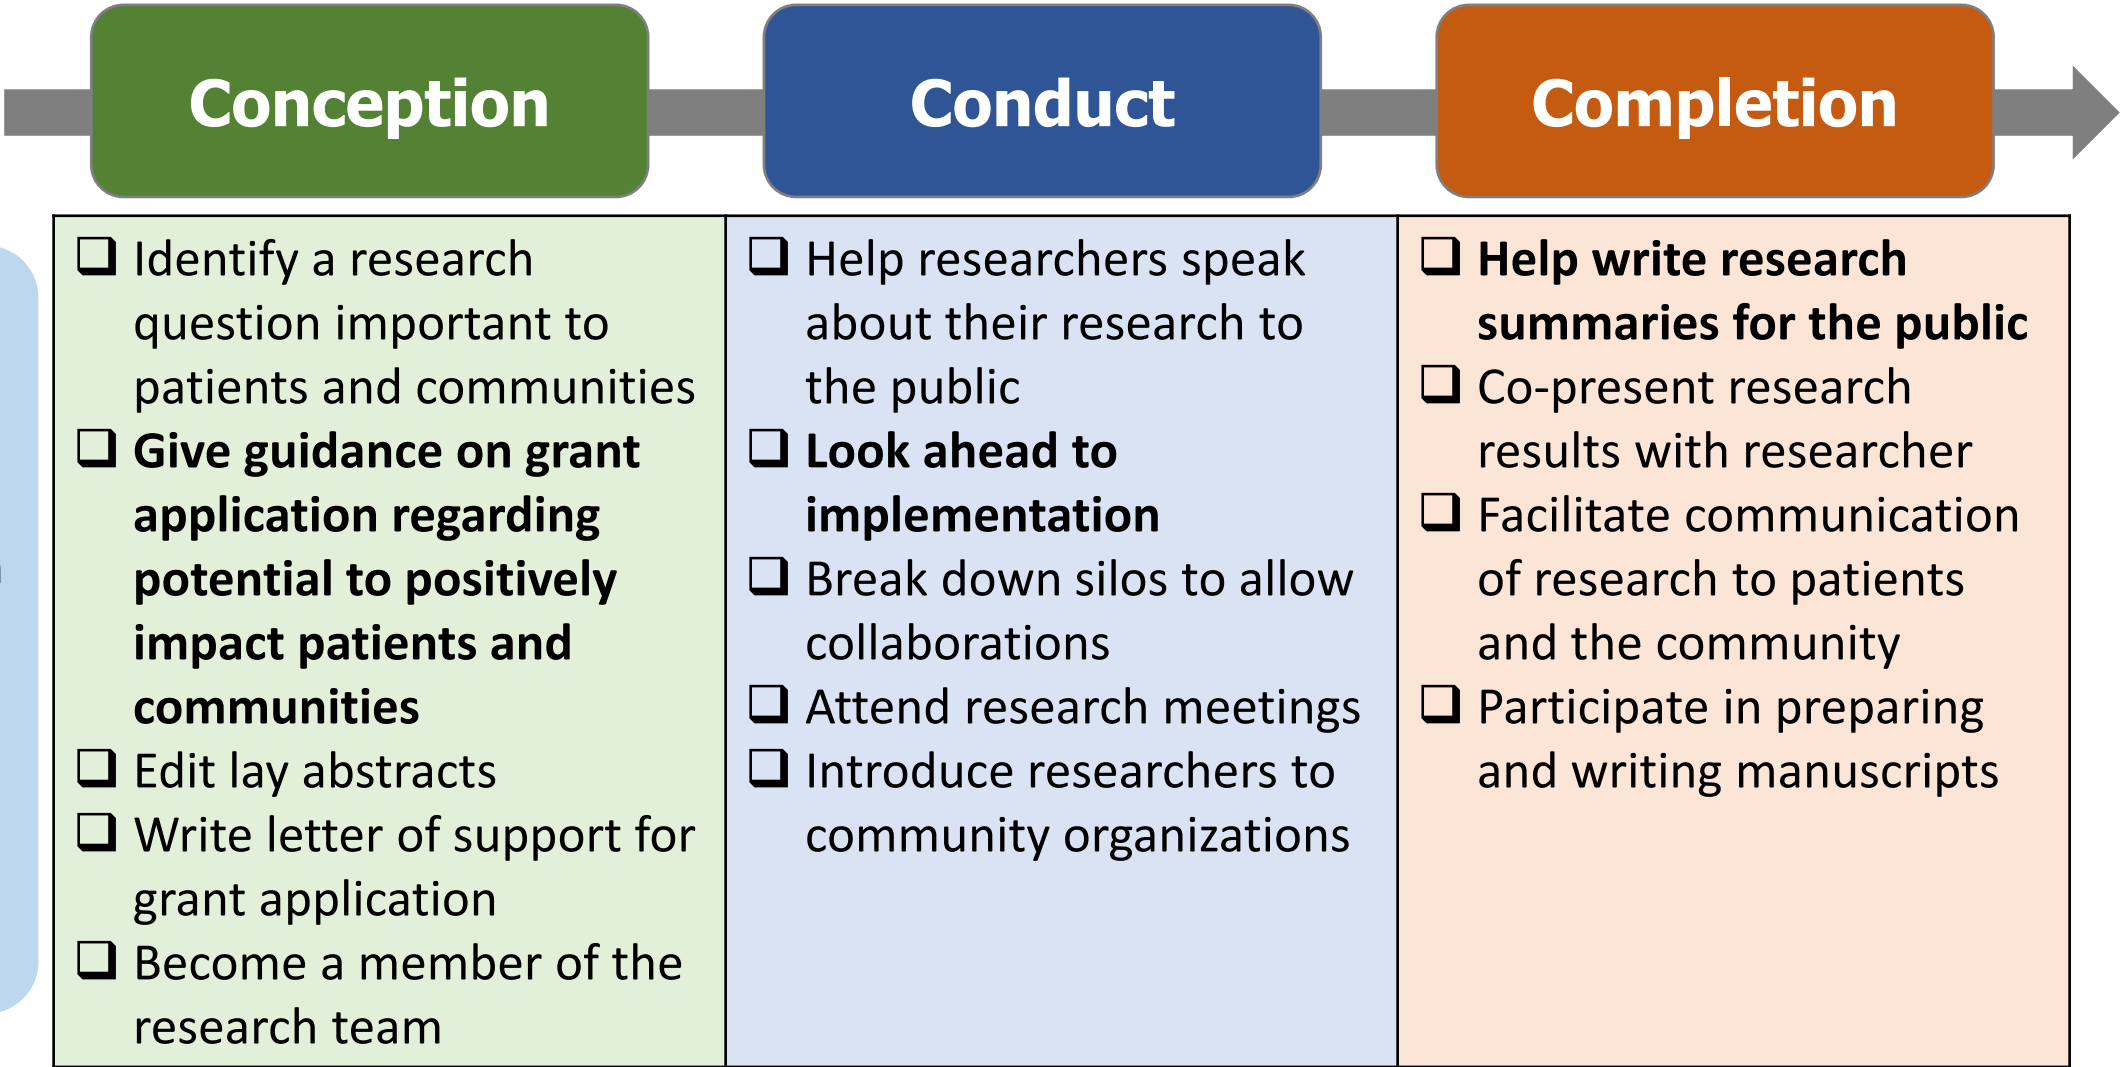 Conception
Conduct
Completion
Identify a research
question important to
patients and communities
Give guidance on grant
application regarding
potential to positively
impact patients and
communities
Edit lay abstracts
Write letter of support for
grant application
Become a member of the
research team
Help researchers speak
about their research to
the public
Look ahead to
implementation
Break down silos to allow
collaborations
Attend research meetings
Introduce researchers to
community organizations
Help write research
summaries for the public
Co-present research
results with researcher
Facilitate communication
of research to patients
and the community
Participate in preparing
and writing manuscripts